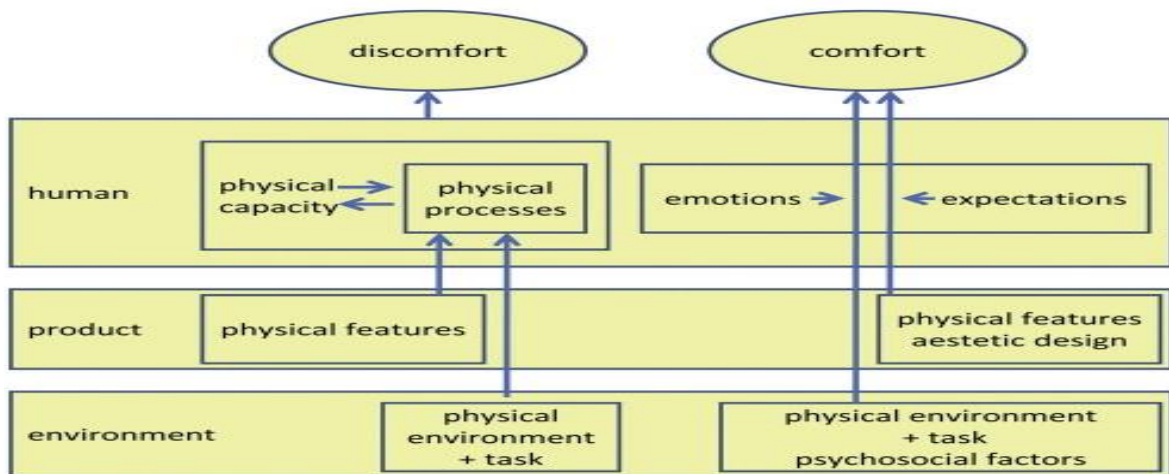 discomfort
comfort
human
physical
capacity
physical
processes
emotions
expectations
product
physical features
physical features
aestetic design
environment
physical
environment
+ task
physical environment
+ task
psychosocial factors